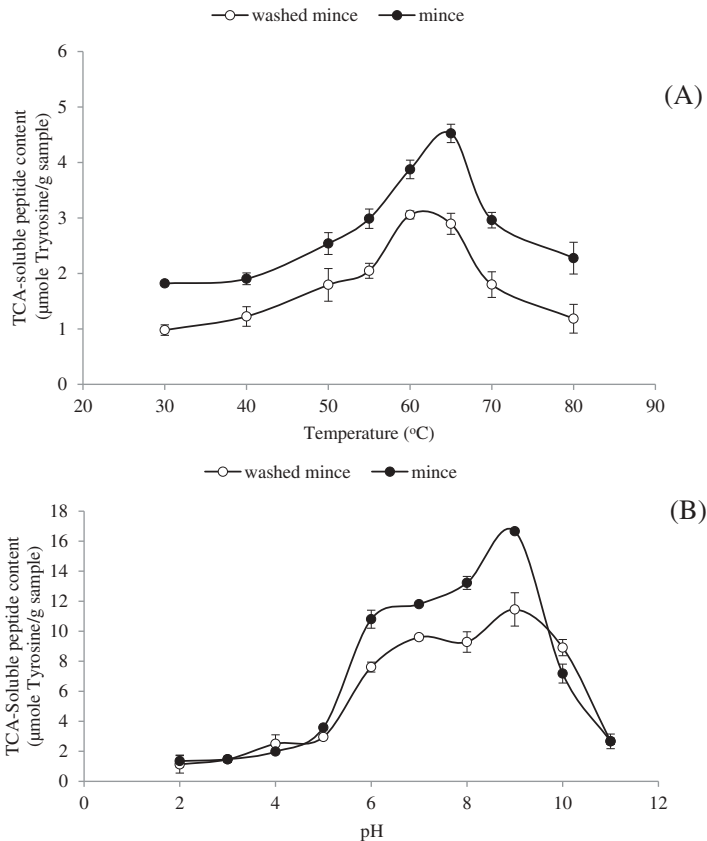 washed mince mince
(A)
TCA-soluble peptide content
(µmole Tryrosine/g sample)
6
5
4
3
2
1
0
20 30 40 50 60 70 80 90
Temperature (ºC)
washed mince mince
(B)
TCA-Soluble peptide content
(µmole Tyrosine/g sample)
18
16
14
12
10
8
6
4
2
0
0 2 4 6 8 10 12
pH